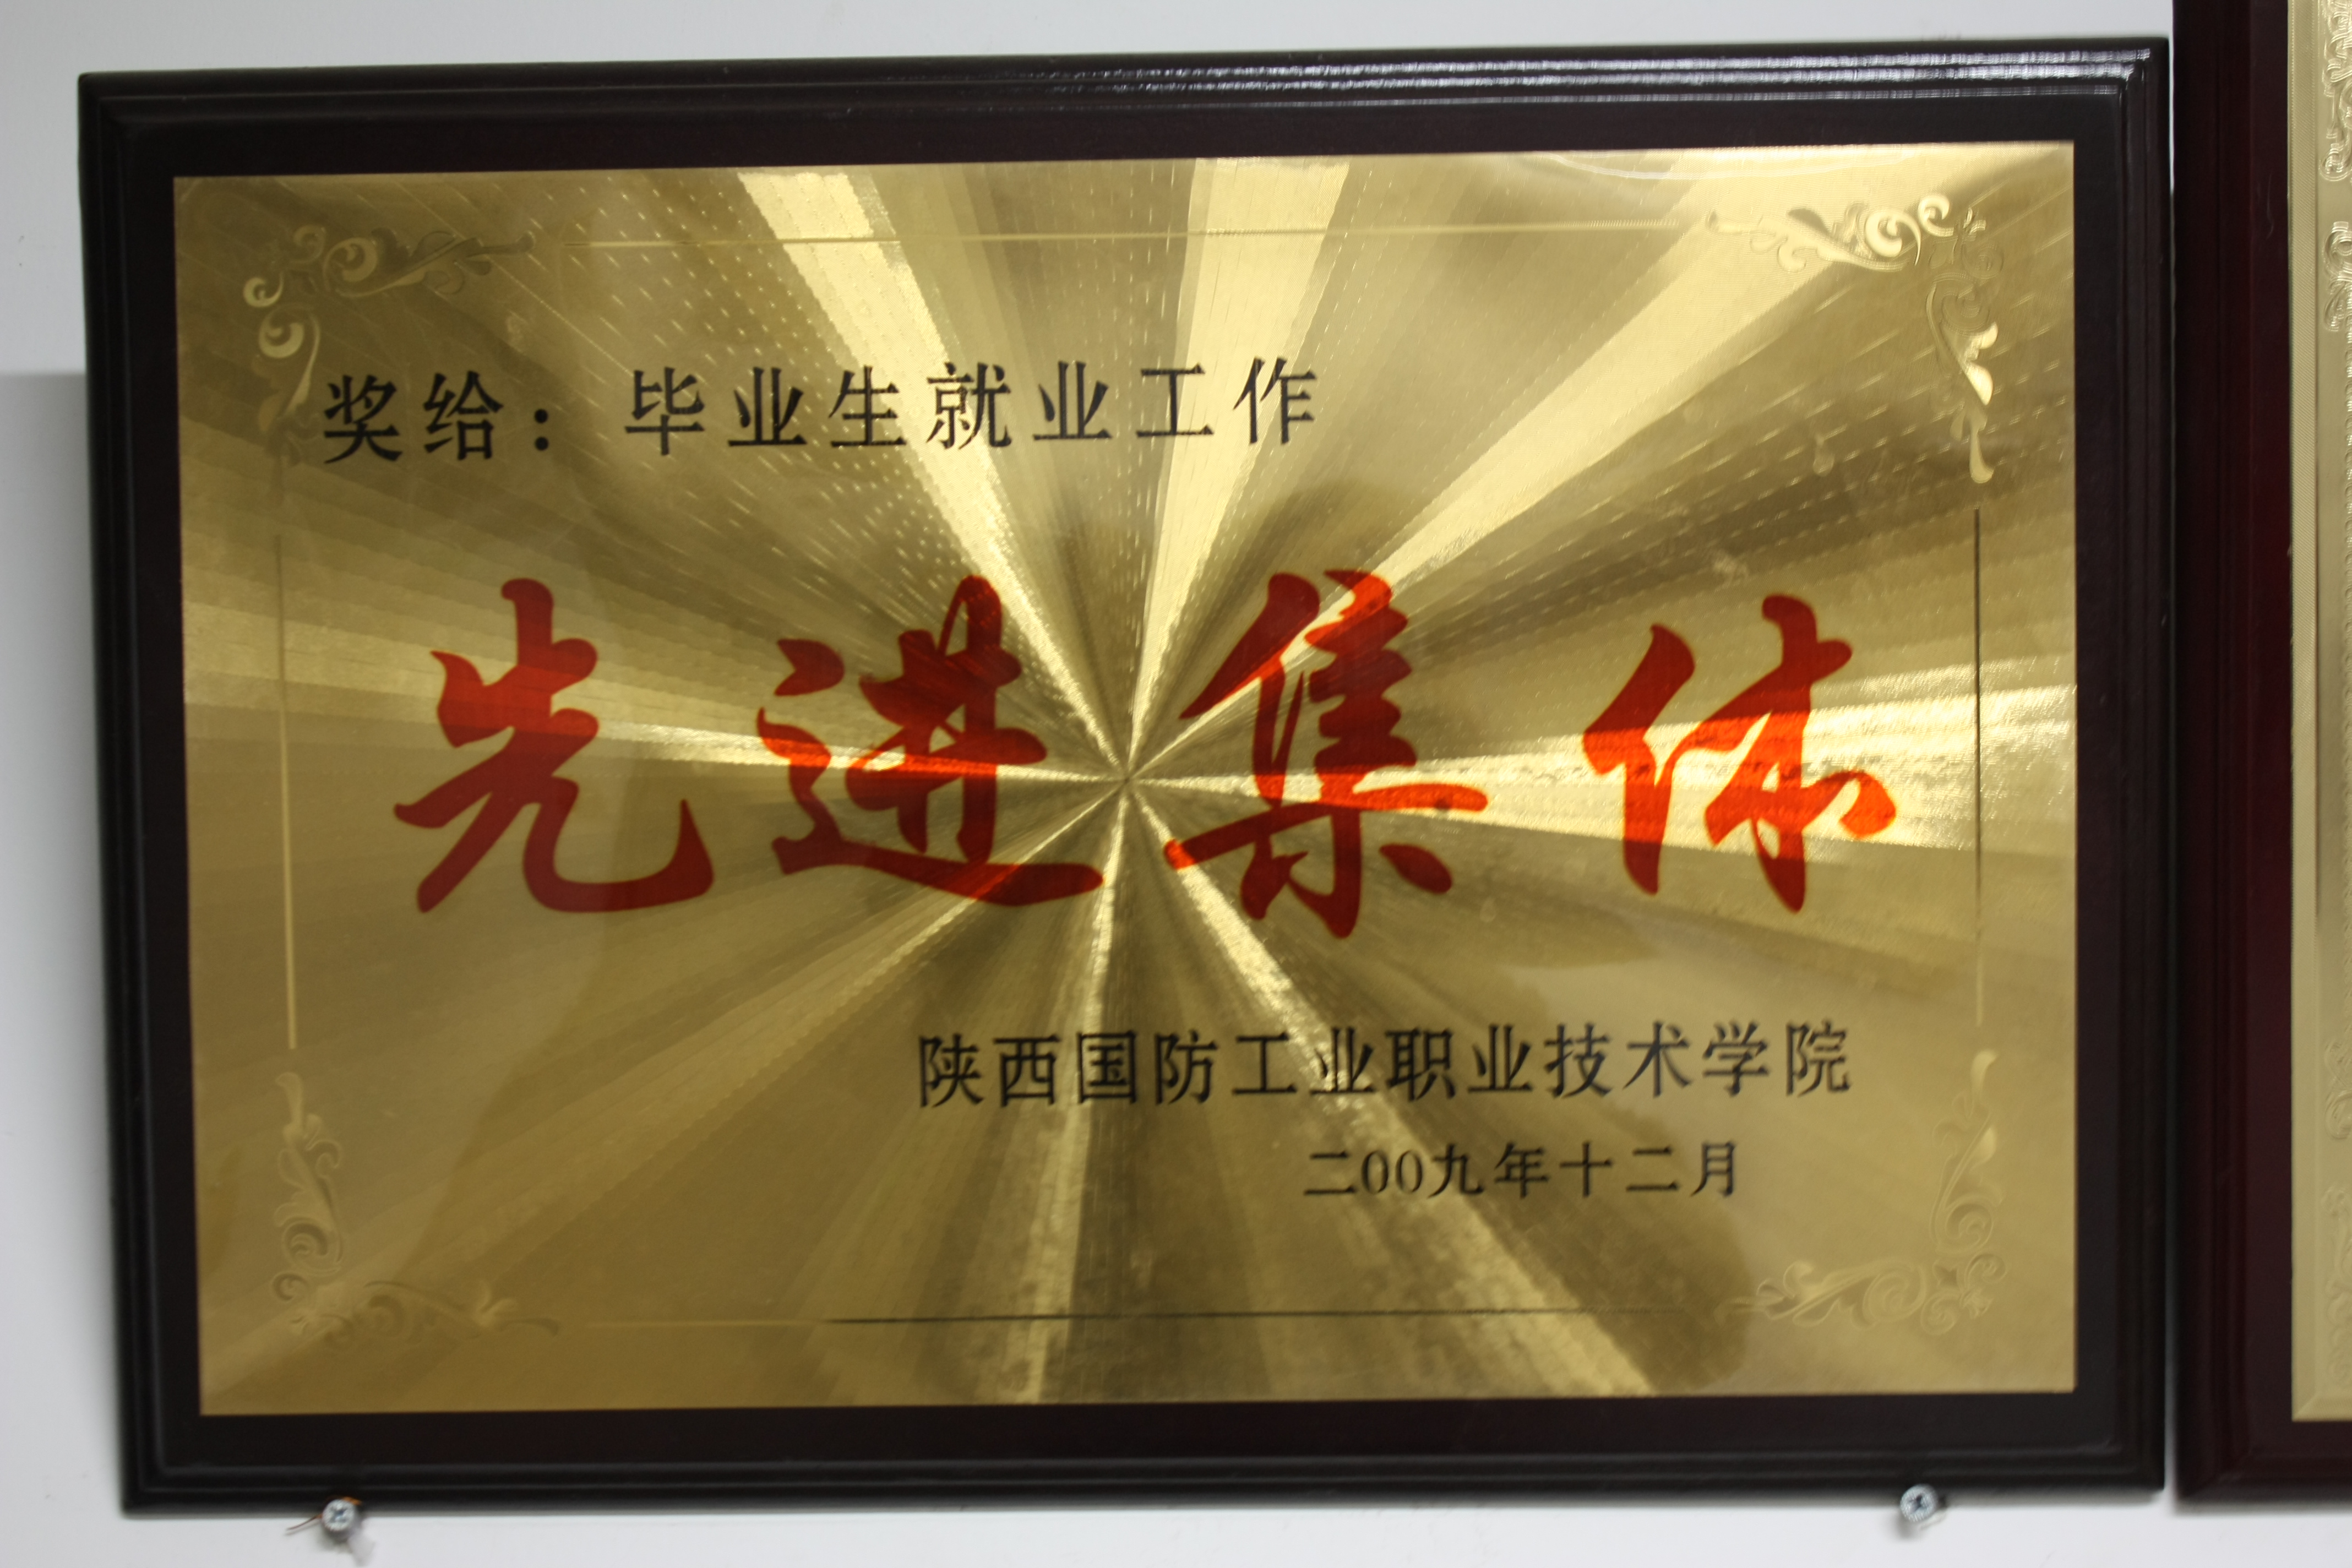 奖给：毕业生就业工作
先进集体
陕西国防工业职业技术学院
二00九年十二月